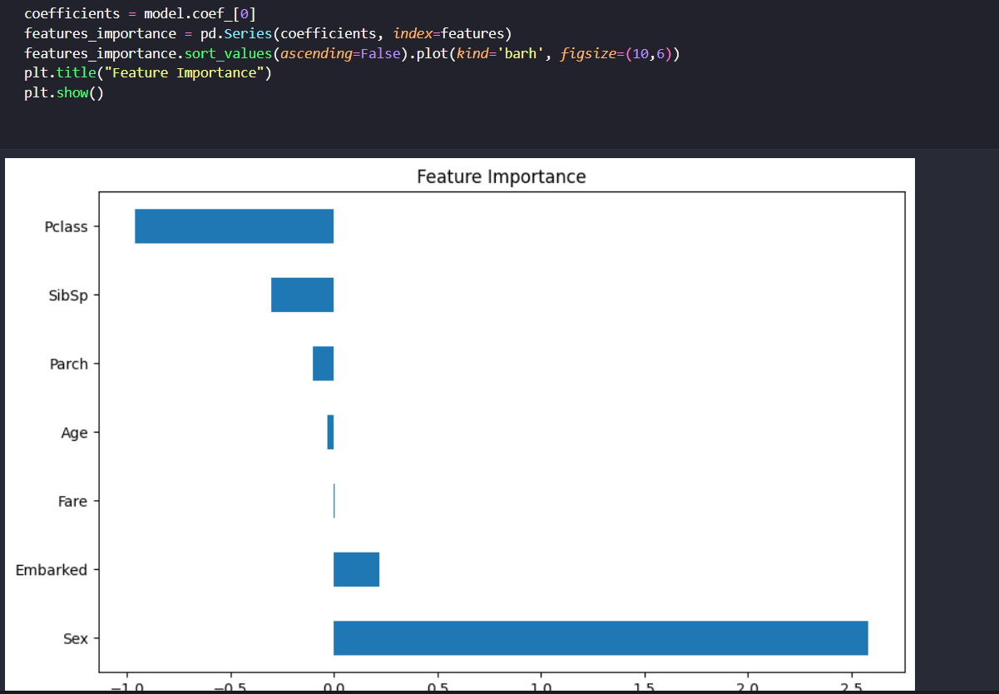 coefficients = model.coef_[0]
features_importance = pd.Series(coefficients, index=features)
features_importance.sort_values(ascending=False).plot(kind='barh', figsize=(10,6))
plt.title("Feature Importance")
plt.show()
Feature Importance
Pclass
SibSp
Parch
Age
Fare
Embarked
Sex
−1.0 −0.5 0.0 0.5 1.0 1.5 2.0 2.5